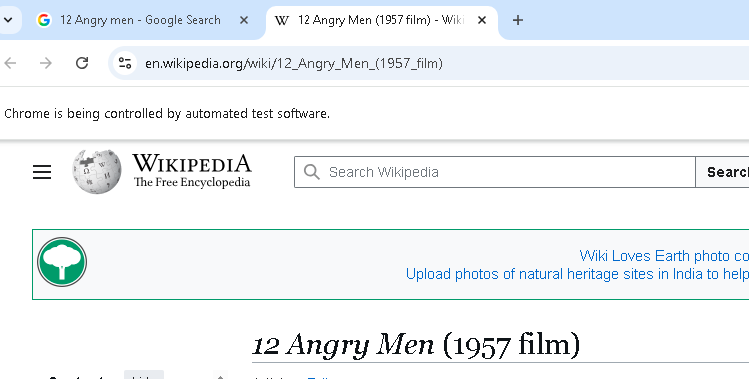 12 Angry men - Google Search
12 Angry Men (1957 film) - Wiki
en.wikipedia.org/wiki/12_Angry_Men_(1957_film)
Chrome is being controlled by automated test software.
WIKIPEDIA
The Free Encyclopedia
Search Wikipedia
Search
Wiki Loves Earth photo co
Upload photos of natural heritage sites in India to help
12 Angry Men (1957 film)